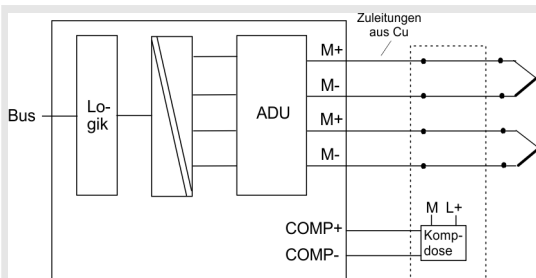 Zuleitungen
aus Cu
M+
M-
Bus
Lo-
gik
ADU
M+
M-
COMP+
COMP-
M L+
Komp-
dose